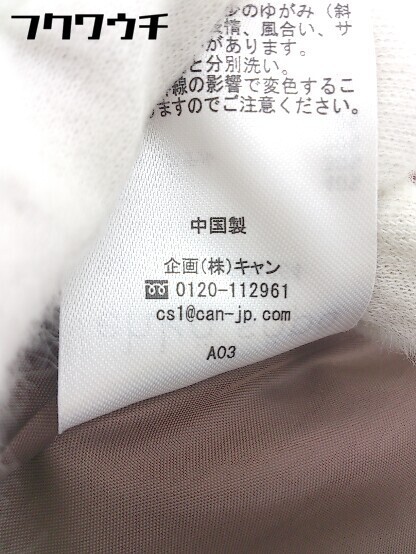 フクワウチ
のゆがみ（斜
情、風合い、サ
があります。
と分別洗い。
線の影響で変色するこ
ますのでご注意ください。
中国製
企画(株)キャン
0120-112961
cs1@can-jp.com
A03